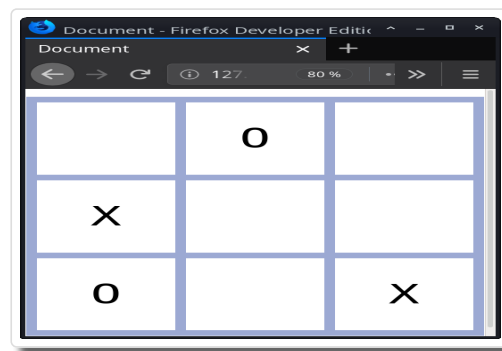 Document - Firefox Developer Editic
Document
127.
80 %
O
X
O X